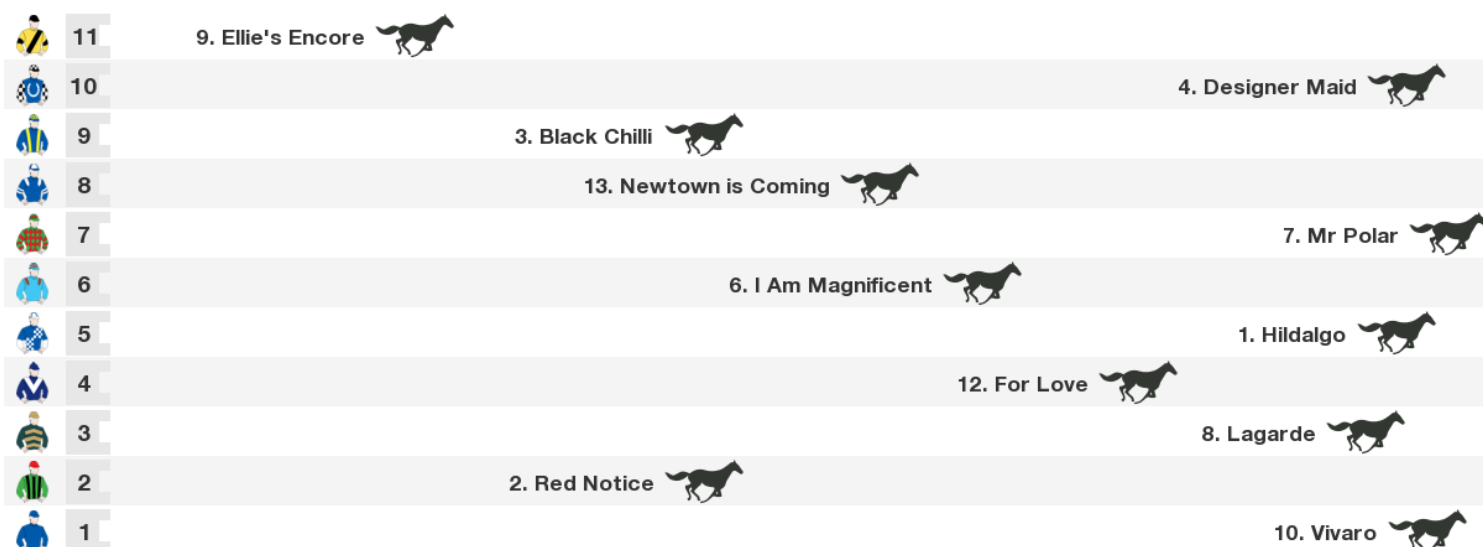 11 9. Ellie's Encore
10 4. Designer Maid
9 3. Black Chilli
8 13. Newtown is Coming
7 7. Mr Polar
6 6. I Am Magnificent
5 1. Hildalgo
4 12. For Love
3 8. Lagarde
2 2. Red Notice
1 10. Vivaro